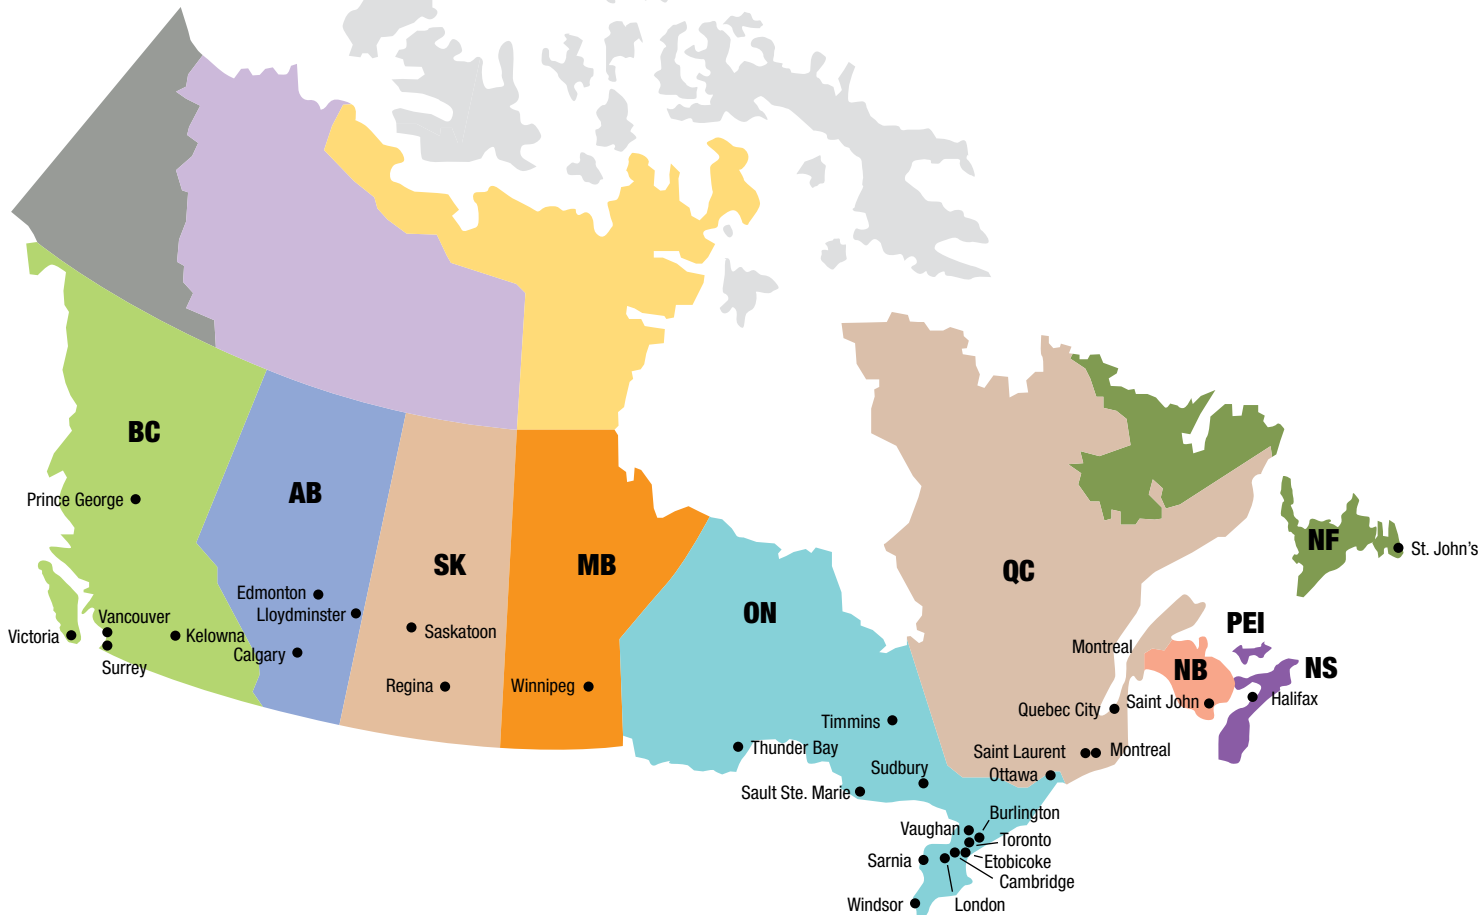 BC
Prince George
Vancouver
Victoria
Kelowna
Surrey
AB
Edmonton
Lloydminster
Calgary
SK
Saskatoon
Regina
MB
Winnipeg
ON
Timmins
Thunder Bay
Sudbury
Sault Ste. Marie
Ottawa
Burlington
Vaughan
Toronto
Sarnia
Etobicoke
Cambridge
Windsor
London
QC
Montreal
Quebec City
Saint Laurent
Montreal
NB
Saint John
PEI
NS
Halifax
NF
St. John's